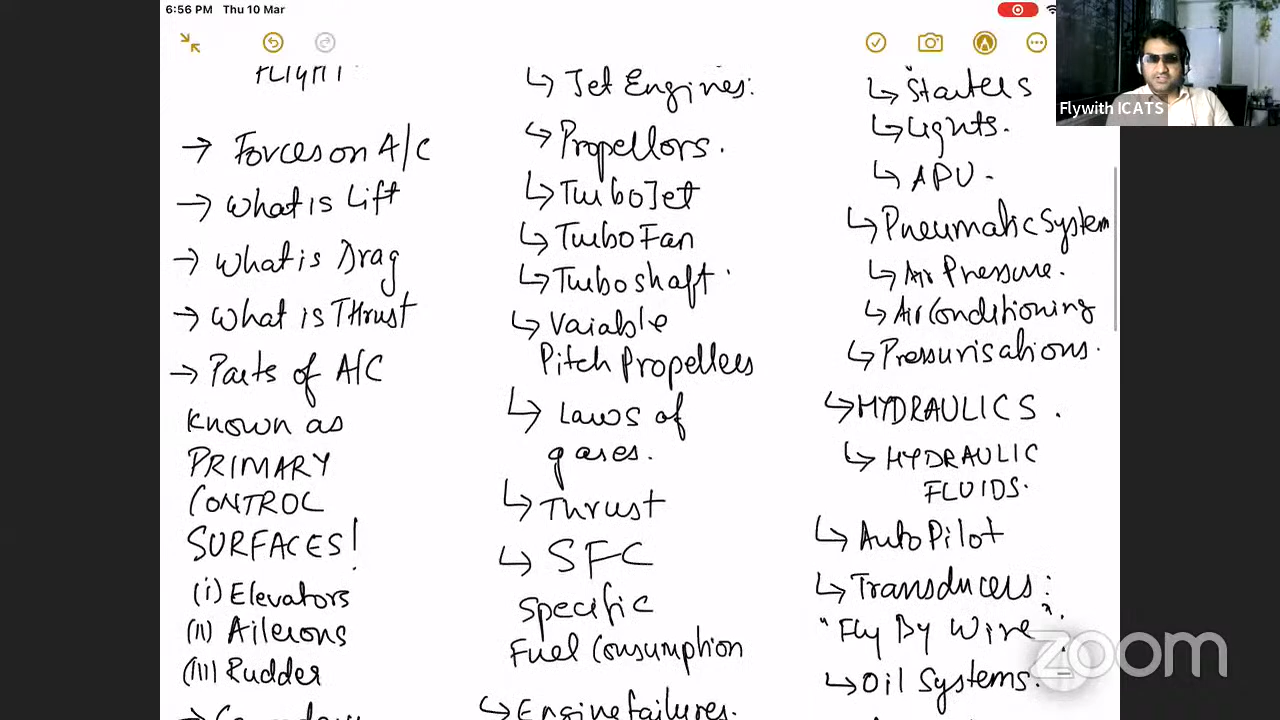 6:56 PM Thu 10 Mar
Flywith ICATS
→ Forces on A/C
→ What is Lift
→ What is Drag
→ What is THrust
→ Parts of A/C
known as
PRIMARY
CONTROL
SURFACES!
(i) Elevators
(II) Ailerons
(III) Rudder
↳ Jet Engines:
↳ Propellors.
↳ TurboJet
↳ Turbo Fan
↳ Turboshaft
↳ Vaiable
Pitch Propellers
↳ Laws of
gases.
↳ Thrust
↳ SFC
Specific
Fuel Consumption
↳ Engine failures.
↳ Starters
↳ Lights.
↳ APU.
↳ Pneumatic System
↳ Air Pressure.
↳ Air Conditioning
↳ Pressurisations.
↳ HYDRAULICS.
↳ HYDRAULIC
FLUIDS.
↳ AutoPilot
↳ Transducers:
"Fly By Wire"
↳ Oil Systems.
zoom